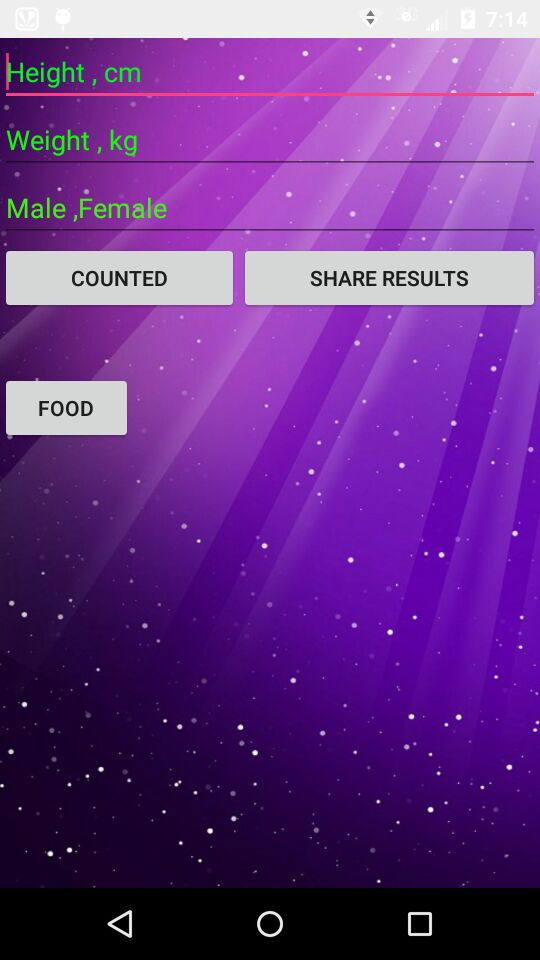 7:14
Height , cm
Weight , kg
Male ,Female
COUNTED
SHARE RESULTS
FOOD